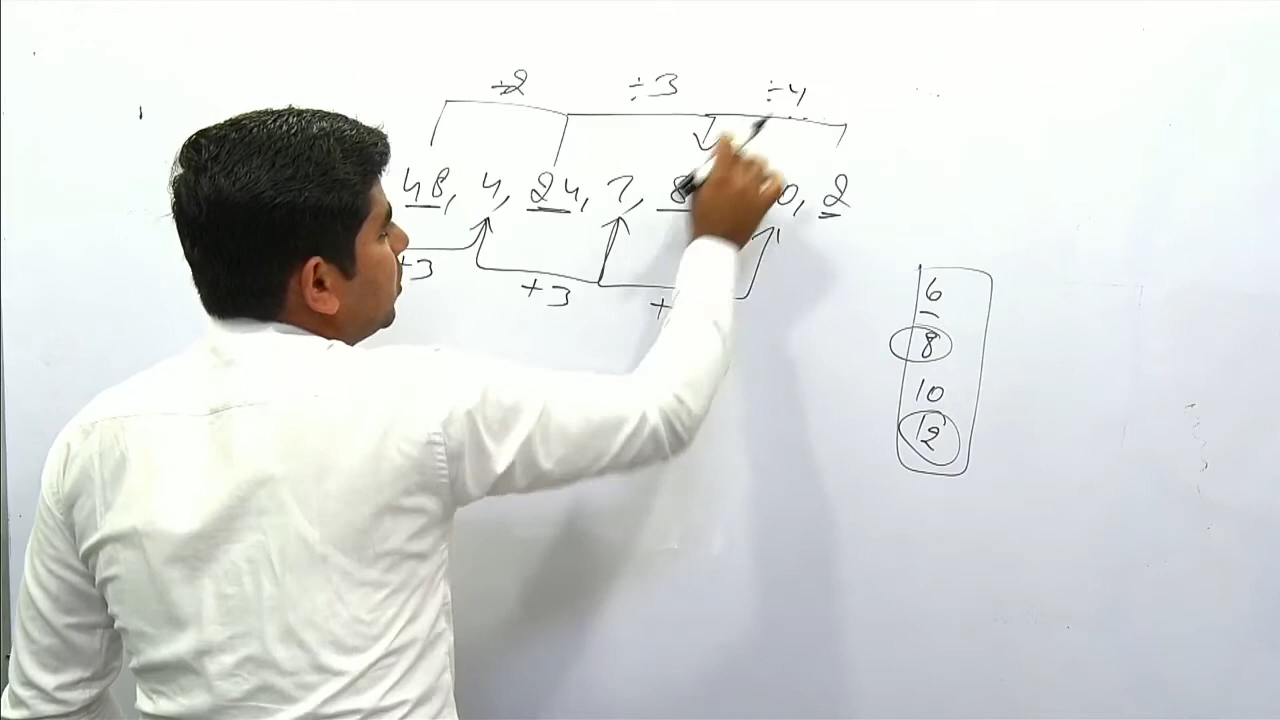 ÷2 ÷3 ÷4
48, 4, 24, 7, 8 0, 2
+3 +3 +
6
8
10
12